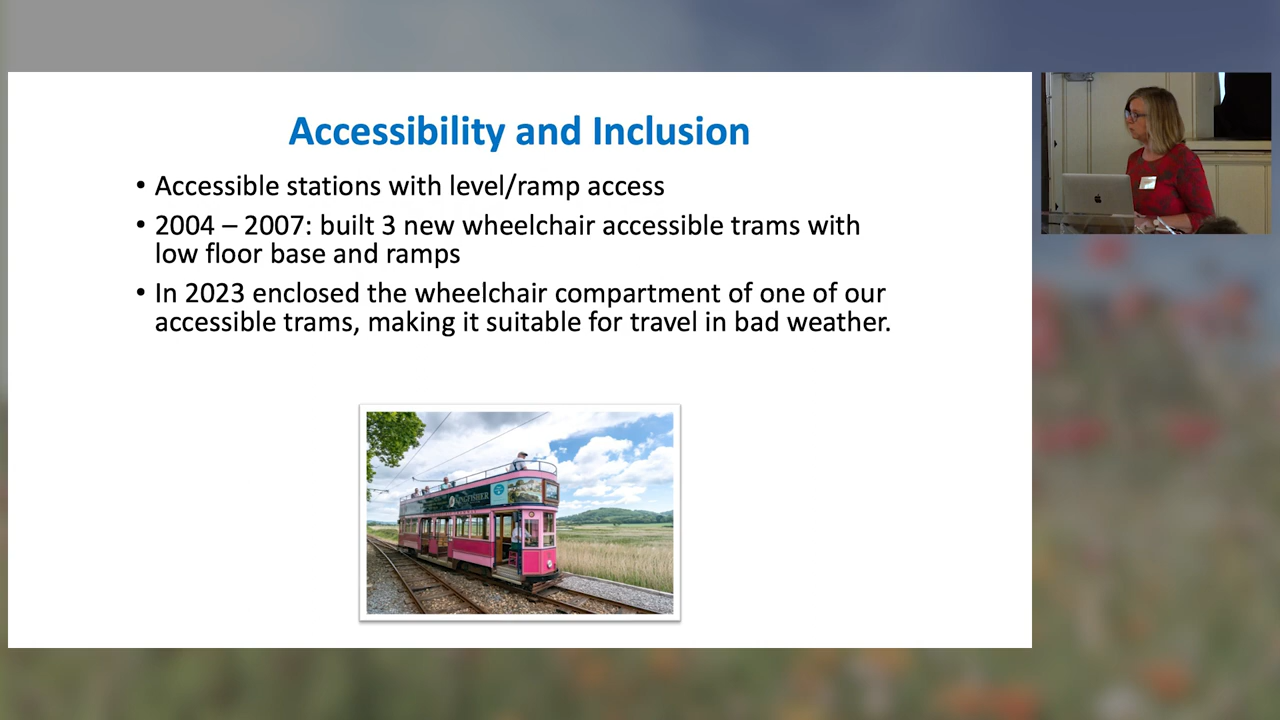 Accessibility and Inclusion
• Accessible stations with level/ramp access
• 2004 – 2007: built 3 new wheelchair accessible trams with
low floor base and ramps
• In 2023 enclosed the wheelchair compartment of one of our
accessible trams, making it suitable for travel in bad weather.
KINGFISHER